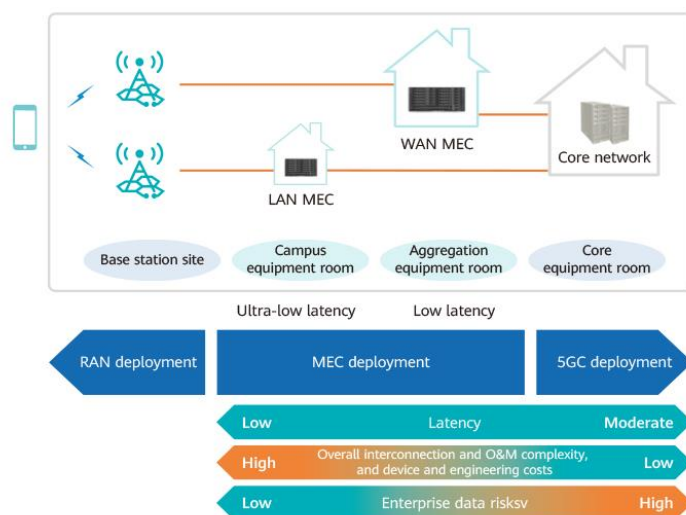 WAN MEC
Core network
LAN MEC
Base station site
Campus
equipment room
Aggregation
equipment room
Core
equipment room
Ultra-low latency
Low latency
RAN deployment
MEC deployment
5GC deployment
Low
Latency
Moderate
High
Overall interconnection and O&M complexity,
and device and engineering costs
Low
Low
Enterprise data risksv
High